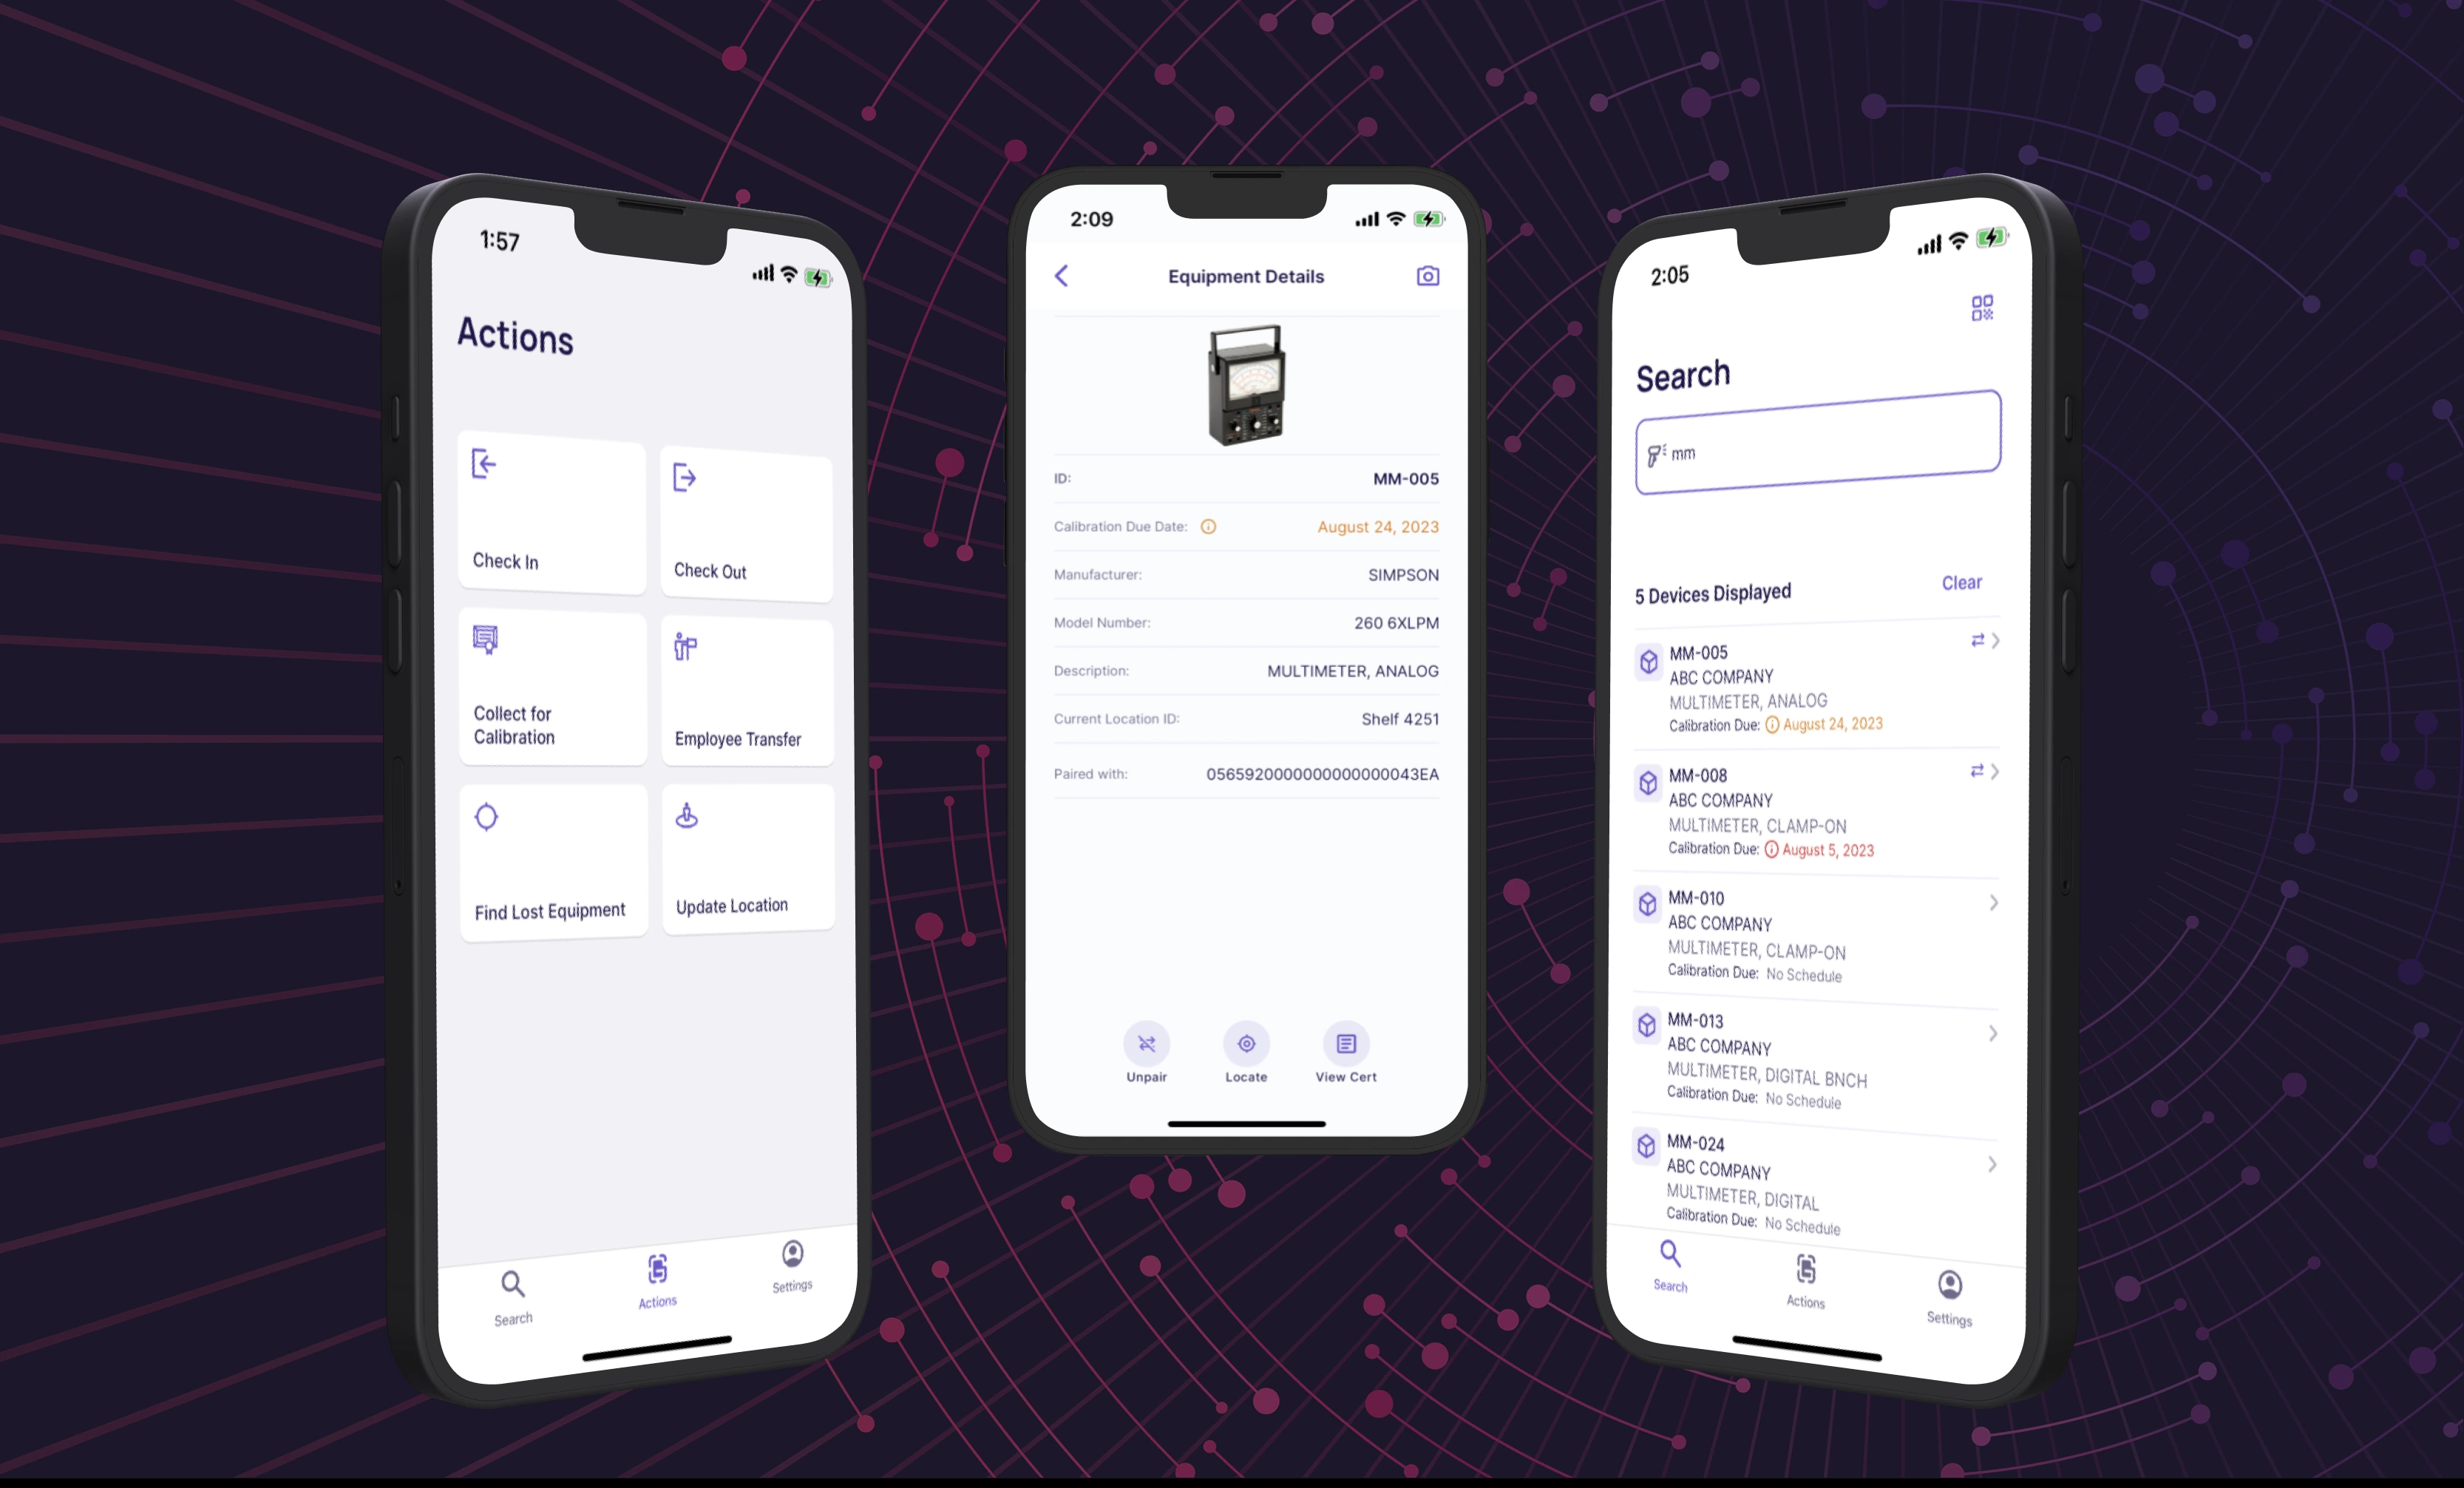 1:57
Actions
Check In
Check Out
Collect for
Calibration
Employee Transfer
Find Lost Equipment
Update Location
Search
Actions
Settings
2:09
Equipment Details
ID:
MM-005
Calibration Due Date:
August 24, 2023
Manufacturer:
SIMPSON
Model Number:
260 6XLPM
Description:
MULTIMETER, ANALOG
Current Location ID:
Shelf 4251
Paired with:
0565920000000000000043EA
Unpair
Locate
View Cert
2:05
Search
mm
5 Devices Displayed
Clear
MM-005
ABC COMPANY
MULTIMETER, ANALOG
Calibration Due: August 24, 2023
MM-008
ABC COMPANY
MULTIMETER, CLAMP-ON
Calibration Due: August 5, 2023
MM-010
ABC COMPANY
MULTIMETER, CLAMP-ON
Calibration Due: No Schedule
MM-013
ABC COMPANY
MULTIMETER, DIGITAL BNCH
Calibration Due: No Schedule
MM-024
ABC COMPANY
MULTIMETER, DIGITAL
Calibration Due: No Schedule
Search
Actions
Settings